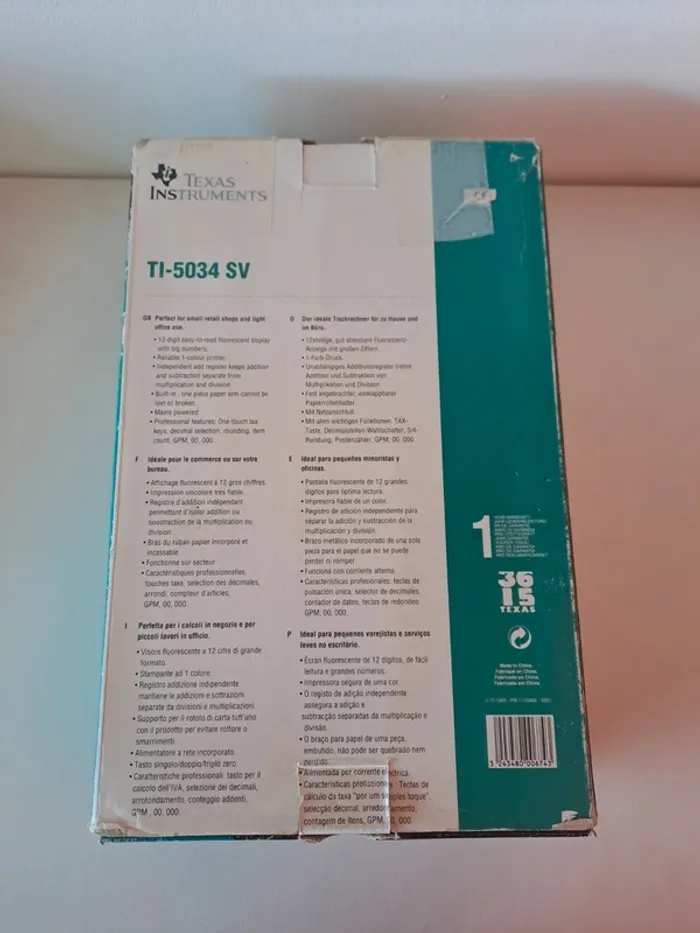 TEXAS
INSTRUMENTS
TI-5034 SV
GB Perfect for small retail shops and light
office use.
• 12-digit easy-to-read fluorescent display
with big numbers.
• Reliable 1-colour printer.
• Independent add register keeps addition
and subtraction separate from
multiplication and division.
• Built-in, one piece paper arm cannot be
lost or broken.
• Mains powered.
• Professional features: One-touch tax
keys, decimal selection, rounding, item
count, GPM, 00, 000.
F Idéale pour le commerce ou sur votre
bureau.
• Affichage fluorescent à 12 gros chiffres.
• Impression unicolore très fiable.
• Registre d'addition indépendant
permettant d'isoler addition ou
soustraction de la multiplication ou
division.
• Bras du ruban papier incorporé et
incassable.
• Fonctionne sur secteur.
• Caractéristiques professionnelles:
touches taxe, selection des décimales,
arrondi, compteur d'articles,
GPM, 00, 000.
I Perfetta per i calcoli in negozio e per
piccoli lavori in ufficio.
• Visore fluorescente a 12 cifre di grande
formato.
• Stampante ad 1 colore.
• Registro addizione indipendente
mantiene le addizioni e sottrazioni
separate da divisioni e multiplicazioni.
• Supporto per il rotolo di carta tutt'uno
con il prodotto per evitare rotture o
smarrimenti.
• Alimentatore a rete incorporato.
• Tasto singolo/doppio/triplo zero.
• Caratteristiche professionali: tasto per il
calcolo dell'IVA, selezione dei decimali,
arrotondamento, conteggio addenti,
GPM, 00, 000.
D Der ideale Tischrechner für zu Hause und
im Büro.
• 12stellige, gut ablesbare Fluoreszenz-
Anzeige mit großen Ziffern.
• 1-Farb-Druck.
• Unabhängiges Additionsregister trennt
Addition und Subtraktion von
Multiplikation und Division.
• Fest angebrachter, einklappbarer
Papierrollenhalter.
• Mit Netzanschluß.
• Mit allen wichtigen Funktionen: TAX-
Taste, Dezimalstellen-Wahlschalter, 5/4-
Rundung, Postenzähler, GPM, 00, 000.
E Ideal para pequeños minoristas y
oficinas.
• Pantalla fluorescente de 12 grandes
dígitos para óptima lectura.
• Impresora fiable de un color.
• Registro de adición independiente para
separar la adición y sustracción de la
multiplicación y división.
• Brazo metálico incorporado de una sola
pieza para el papel que no se puede
perder ni romper.
• Funciona con corriente alterna.
• Características profesionales: teclas de
pulsación única, selector de decimales,
contador de datos, teclas de redondeo,
GPM, 00, 000.
P Ideal para pequenos varejistas e serviços
leves no escritório.
• Écran fluorescente de 12 dígitos, de fácil
leitura e grandes números.
• Impressora segura de uma cor.
• O registo de adição independente
assegura a adição e
subtracção separadas da multiplicação e
divisão.
• O braço para papel de uma peça,
embutido, não pode ser quebrado nem
perdido.
• Alimentada por corrente eléctrica.
• Características profissionais: Teclas de
cálculo da taxa "por um simples toque",
selecção decimal, arredondamento,
contagem de itens, GPM, 00, 000.
1
YEAR WARRANTY
36
15
TEXAS
Made in China.
Fabriqué en Chine.
Fabricado en China.
Fabricado em China.
3 243480 006743